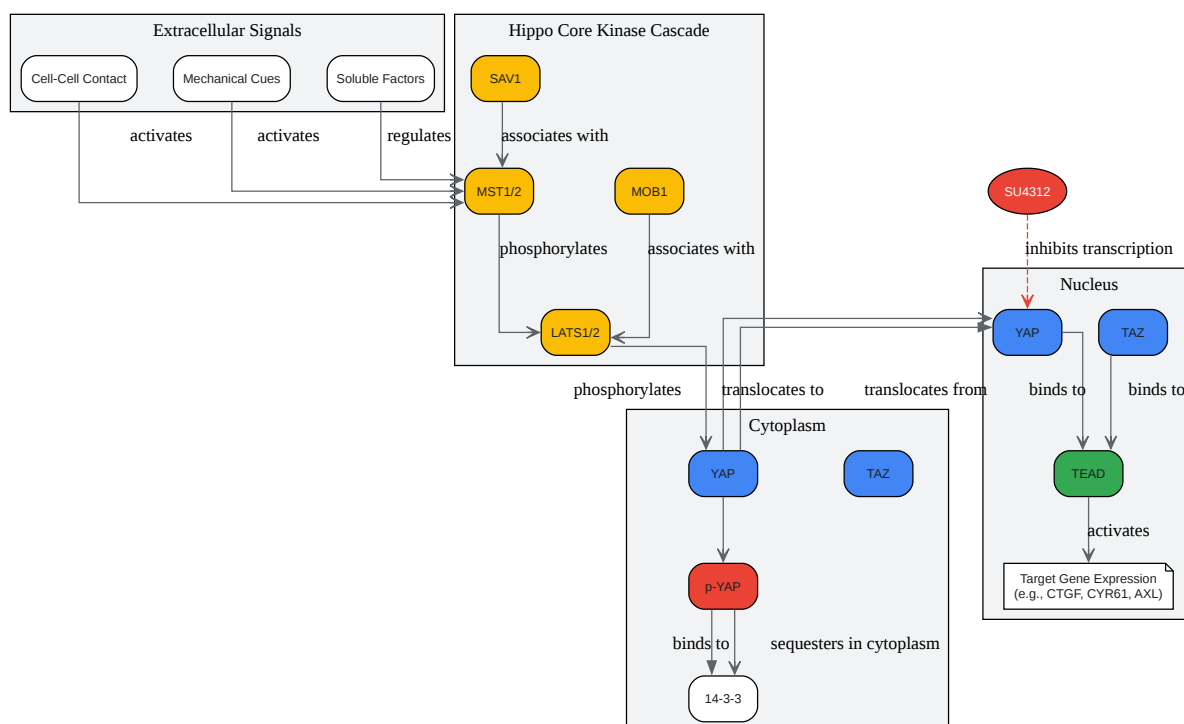 Extracellular Signals
Hippo Core Kinase Cascade
Cell-Cell Contact
Mechanical Cues
Soluble Factors
SAV1
activates
activates
regulates
associates with
MST1/2
MOB1
SU4312
phosphorylates
associates with
inhibits transcription
Nucleus
LATS1/2
YAP
TAZ
phosphorylates
translocates to
translocates from
binds to
binds to
Cytoplasm
YAP
TAZ
TEAD
activates
p-YAP
Target Gene Expression
(e.g., CTGF, CYR61, AXL)
binds to
sequesters in cytoplasm
14-3-3